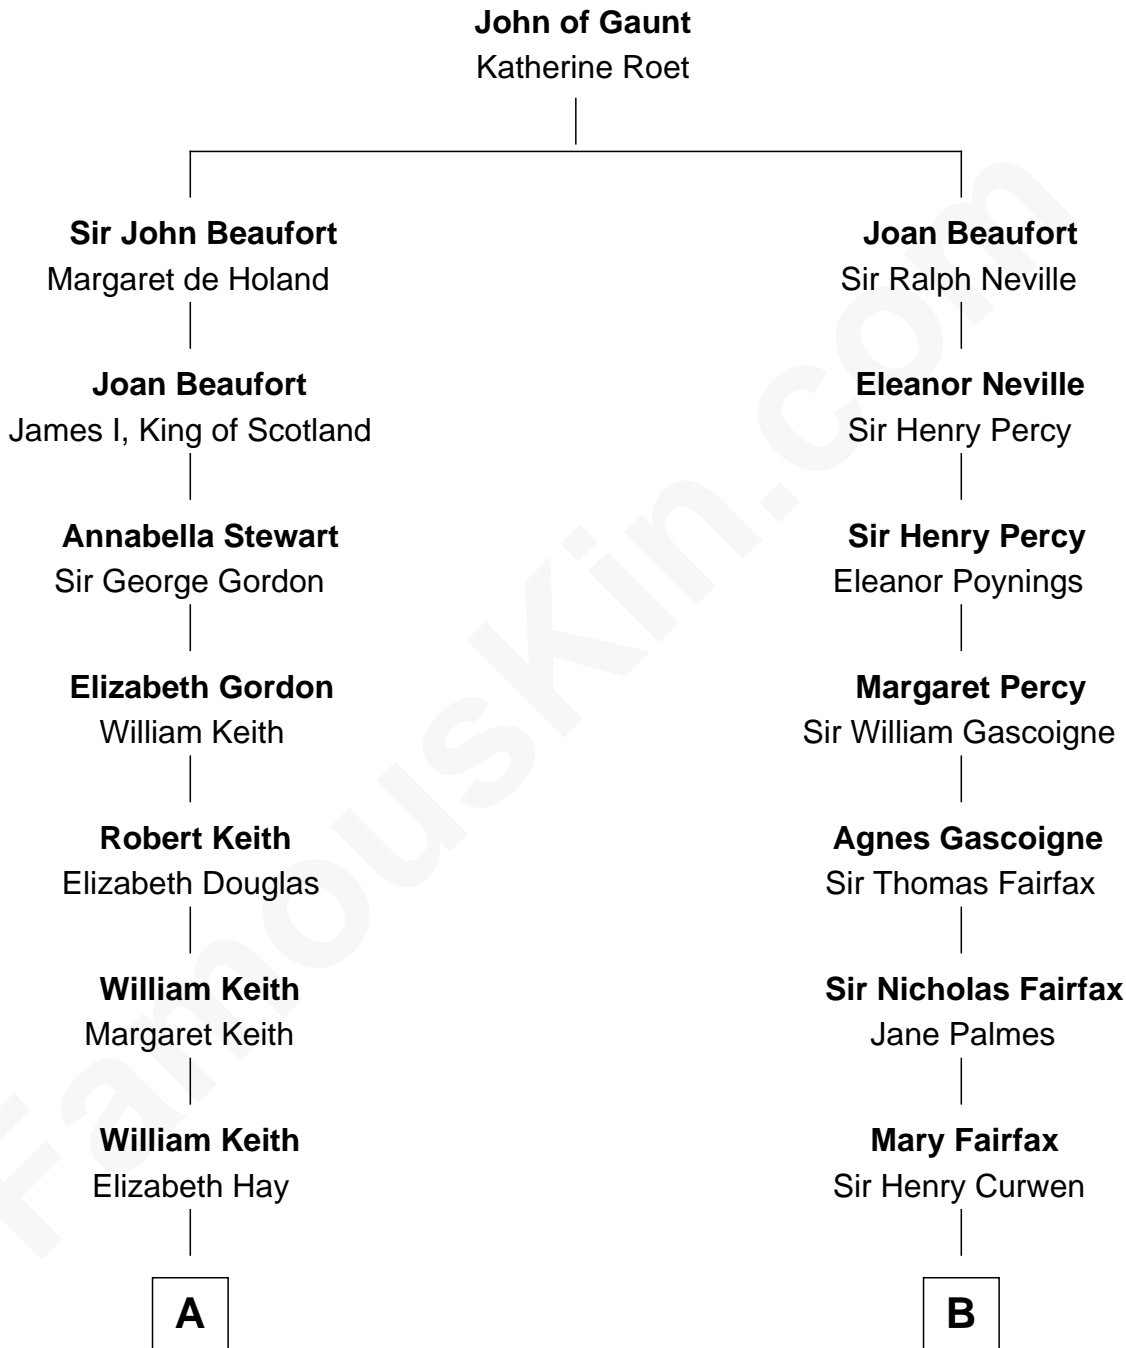 John of Gaunt
Katherine Roet
Sir John Beaufort
Margaret de Holand
Joan Beaufort
James I, King of Scotland
Annabella Stewart
Sir George Gordon
Elizabeth Gordon
William Keith
Robert Keith
Elizabeth Douglas
William Keith
Margaret Keith
William Keith
Elizabeth Hay
A
Joan Beaufort
Sir Ralph Neville
Eleanor Neville
Sir Henry Percy
Sir Henry Percy
Eleanor Poynings
Margaret Percy
Sir William Gascoigne
Agnes Gascoigne
Sir Thomas Fairfax
Sir Nicholas Fairfax
Jane Palmes
Mary Fairfax
Sir Henry Curwen
B
FamousKin.com